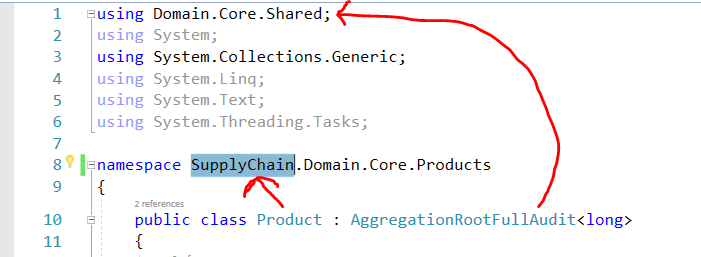 1 using Domain.Core.Shared;
2 using System;
3 using System.Collections.Generic;
4 using System.Linq;
5 using System.Text;
6 using System.Threading.Tasks;
7
8 namespace SupplyChain.Domain.Core.Products
9 {
2 references
10 public class Product : AggregationRootFullAudit<long>
11 {